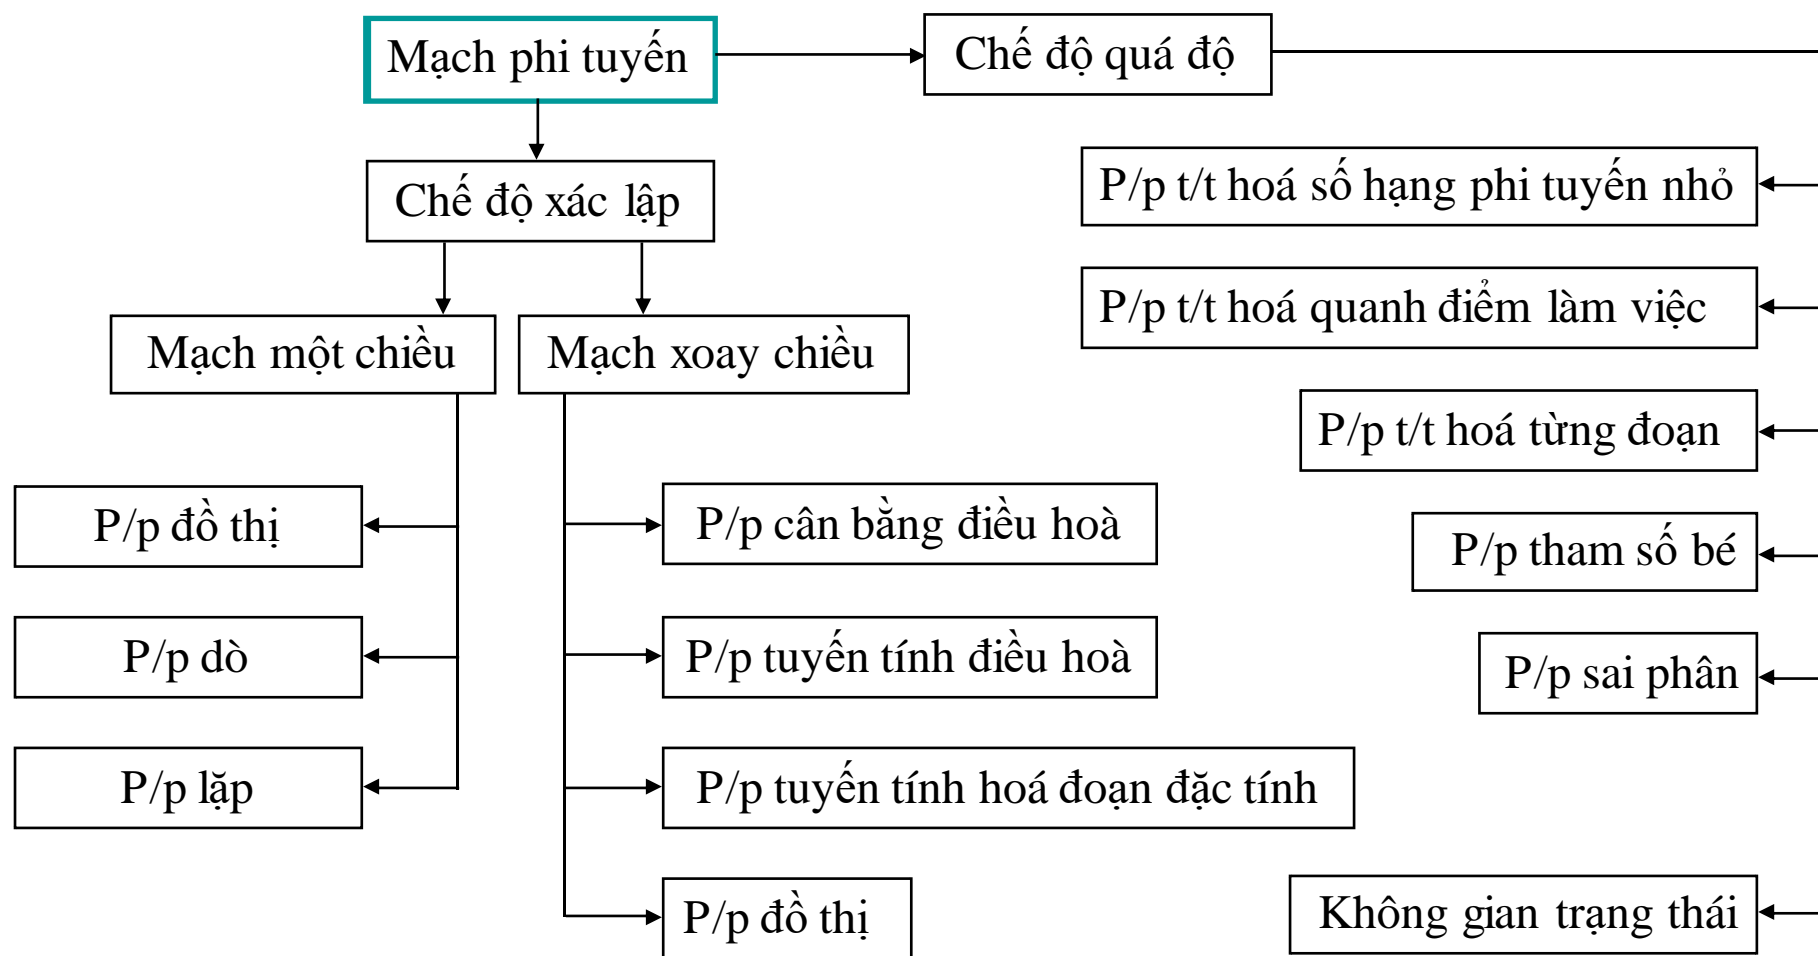 Mạch phi tuyến
Chế độ quá độ
Chế độ xác lập
P/p t/t hoá số hạng phi tuyến nhỏ
P/p t/t hoá quanh điểm làm việc
Mạch một chiều
Mạch xoay chiều
P/p t/t hoá từng đoạn
P/p đồ thị
P/p cân bằng điều hoà
P/p tham số bé
P/p dò
P/p tuyến tính điều hoà
P/p sai phân
P/p lặp
P/p tuyến tính hoá đoạn đặc tính
P/p đồ thị
Không gian trạng thái